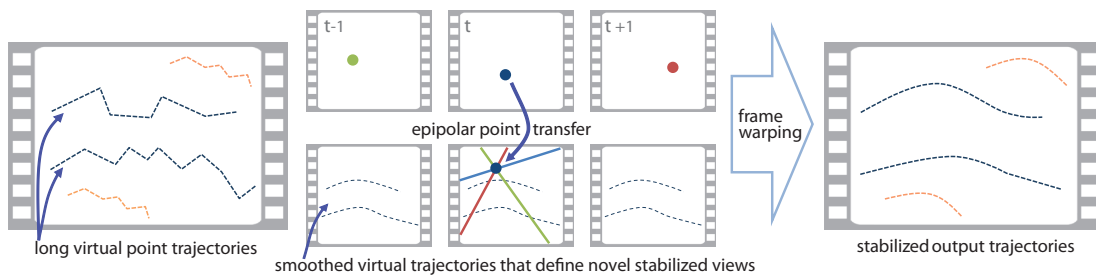 t-1
t
t +1
epipolar point transfer
frame
warping
long virtual point trajectories
smoothed virtual trajectories that define novel stabilized views
stabilized output trajectories